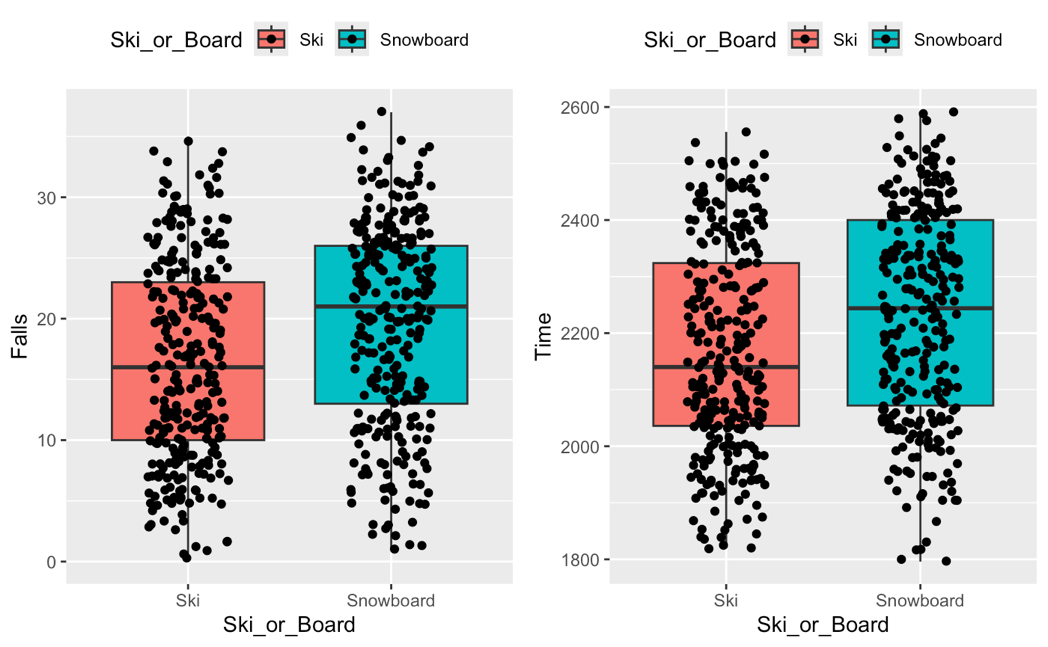 Ski_or_Board Ski Snowboard
Falls
30
20
10
0
Ski Snowboard
Ski_or_Board
Ski_or_Board Ski Snowboard
Time
2600
2400
2200
2000
1800
Ski Snowboard
Ski_or_Board